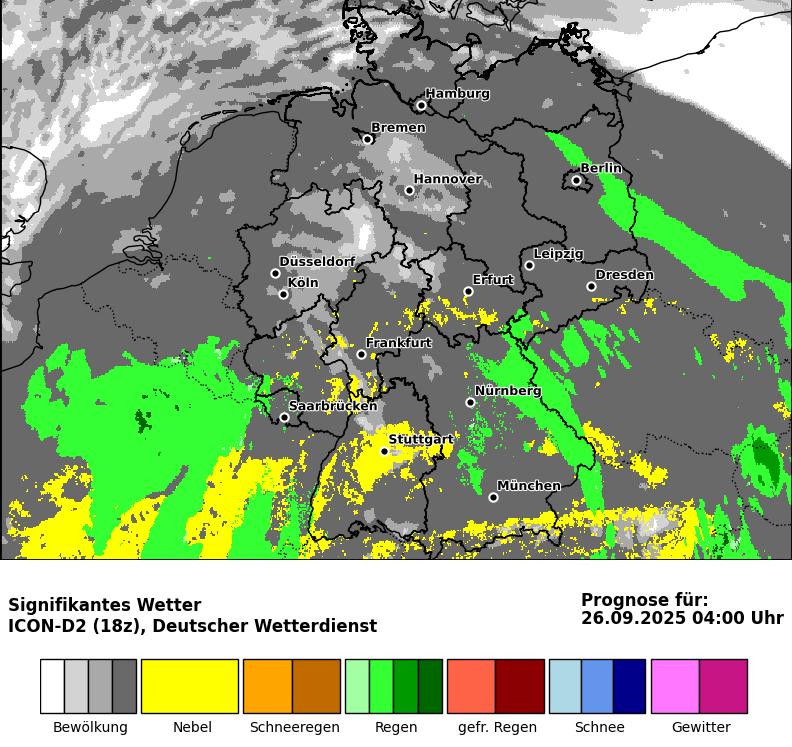 Hamburg
Bremen
Berlin
Hannover
Leipzig
Düsseldorf
Dresden
Köln
Erfurt
Frankfurt
Nürnberg
Saarbrücken
Stuttgart
München
Signifikantes Wetter
ICON-D2 (18z), Deutscher Wetterdienst
Prognose für:
26.09.2025 04:00 Uhr
Bewölkung Nebel Schneeregen Regen gefr. Regen Schnee Gewitter